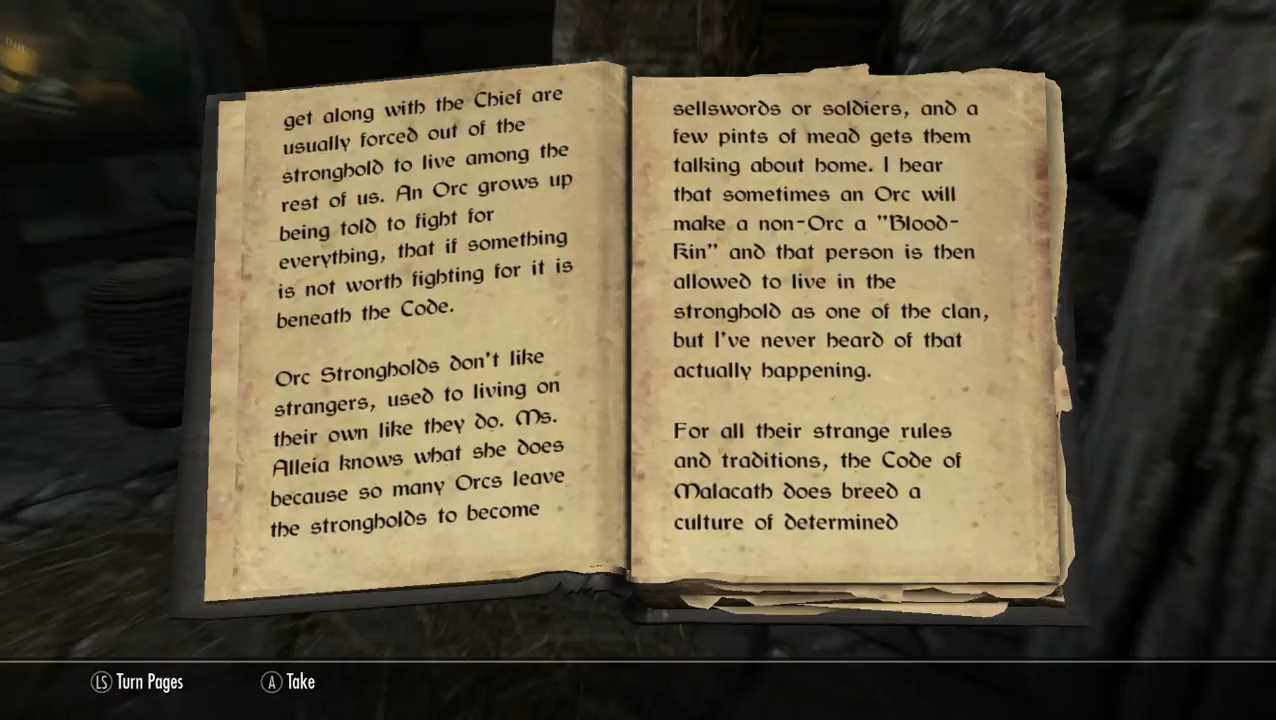 get along with the Chief are
usually forced out of the
stronghold to live among the
rest of us. An Orc grows up
being told to fight for
everything, that if something
is not worth fighting for it is
beneath the Code.
Orc Strongholds don't like
strangers, used to living on
their own like they do. Ms.
Alleia knows what she does
because so many Orcs leave
the strongholds to become
sellswords or soldiers, and a
few pints of mead gets them
talking about home. I hear
that sometimes an Orc will
make a non-Orc a "Blood-
Kin" and that person is then
allowed to live in the
stronghold as one of the clan,
but I've never heard of that
actually happening.
For all their strange rules
and traditions, the Code of
Malacath does breed a
culture of determined
LS Turn Pages
A Take